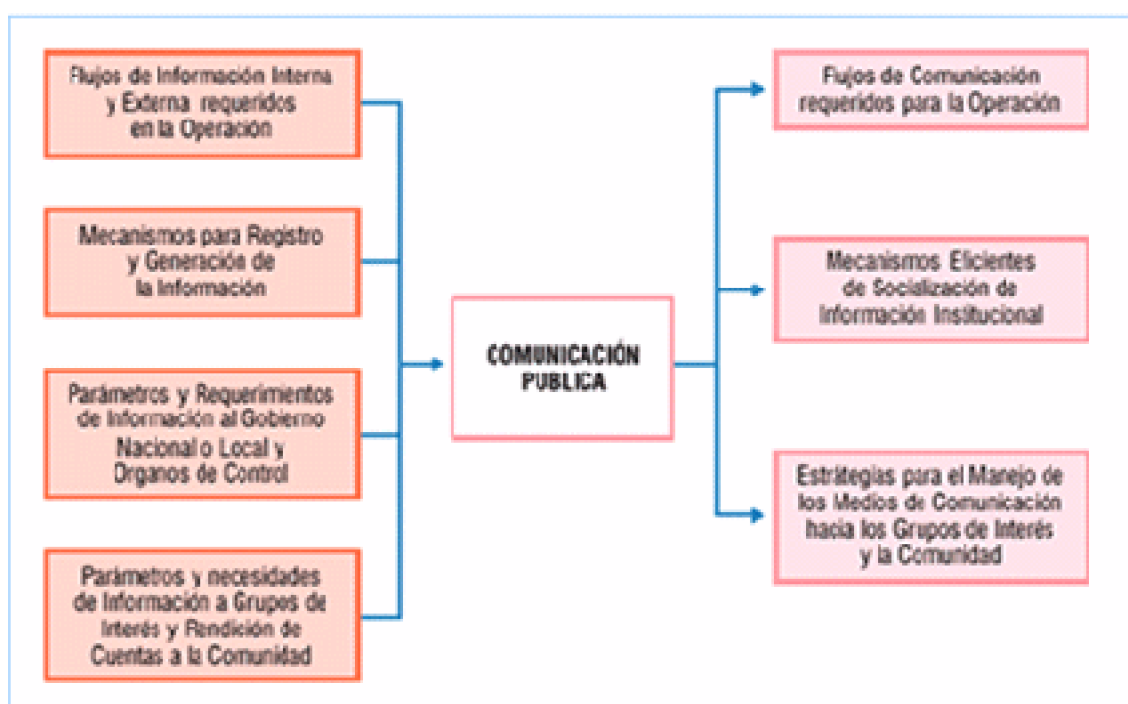 Flujos de Información Interna
y Externa requeridos
en la Operación
Mecanismos para Registro
y Generación de
la Información
Parámetros y Requerimientos
de Información al Gobierno
Nacional o Local y
Organos de Control
Parámetros y necesidades
de Información a Grupos de
Interés y Rendición de
Cuentas a la Comunidad
COMUNICACIÓN
PUBLICA
Flujos de Comunicación
requeridos para la Operación
Mecanismos Eficientes
de Socialización de
Información Institucional
Estrátegias para el Manejo de
los Medios de Comunicación
hacia los Grupos de Interés
y la Comunidad